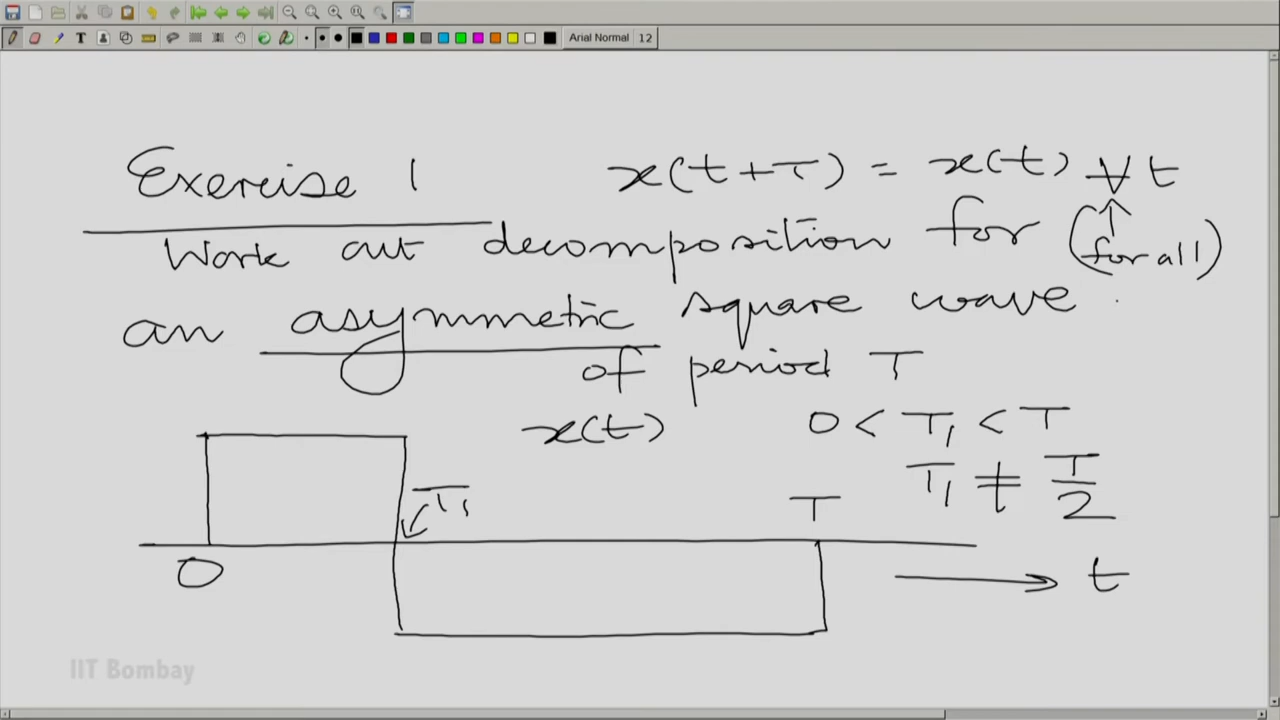 Arial Normal 12
Exercise 1 x(t+T) = x(t) ∀ t
Work out decomposition for (for all)
an asymmetric square wave
of period T
x(t) 0 < T₁ < T
T₁ ≠ T/2
T₁ T
0 t
IIT Bombay